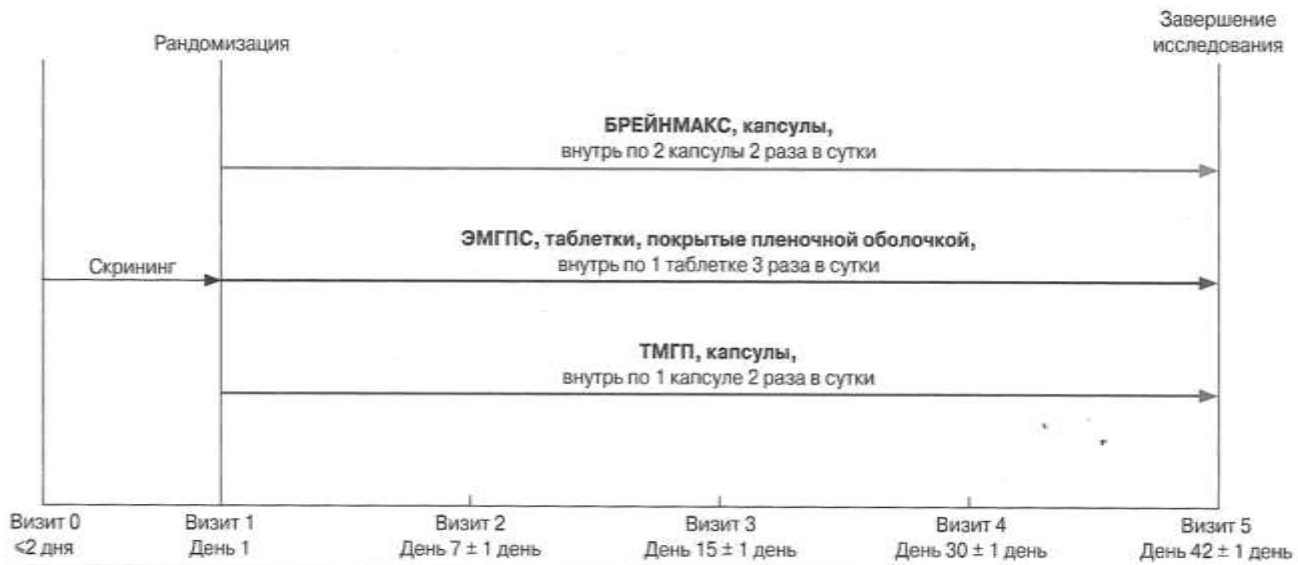 Рандомизация
Завершение
исследования
БРЕЙНМАКС, капсулы,
внутрь по 2 капсулы 2 раза в сутки
ЭМГПС, таблетки, покрытые пленочной оболочкой,
внутрь по 1 таблетке 3 раза в сутки
Скрининг
ТМГП, капсулы,
внутрь по 1 капсуле 2 раза в сутки
Визит 0
<2 дня
Визит 1
День 1
Визит 2
День 7 ± 1 день
Визит 3
День 15 ± 1 день
Визит 4
День 30 ± 1 день
Визит 5
День 42 ± 1 день